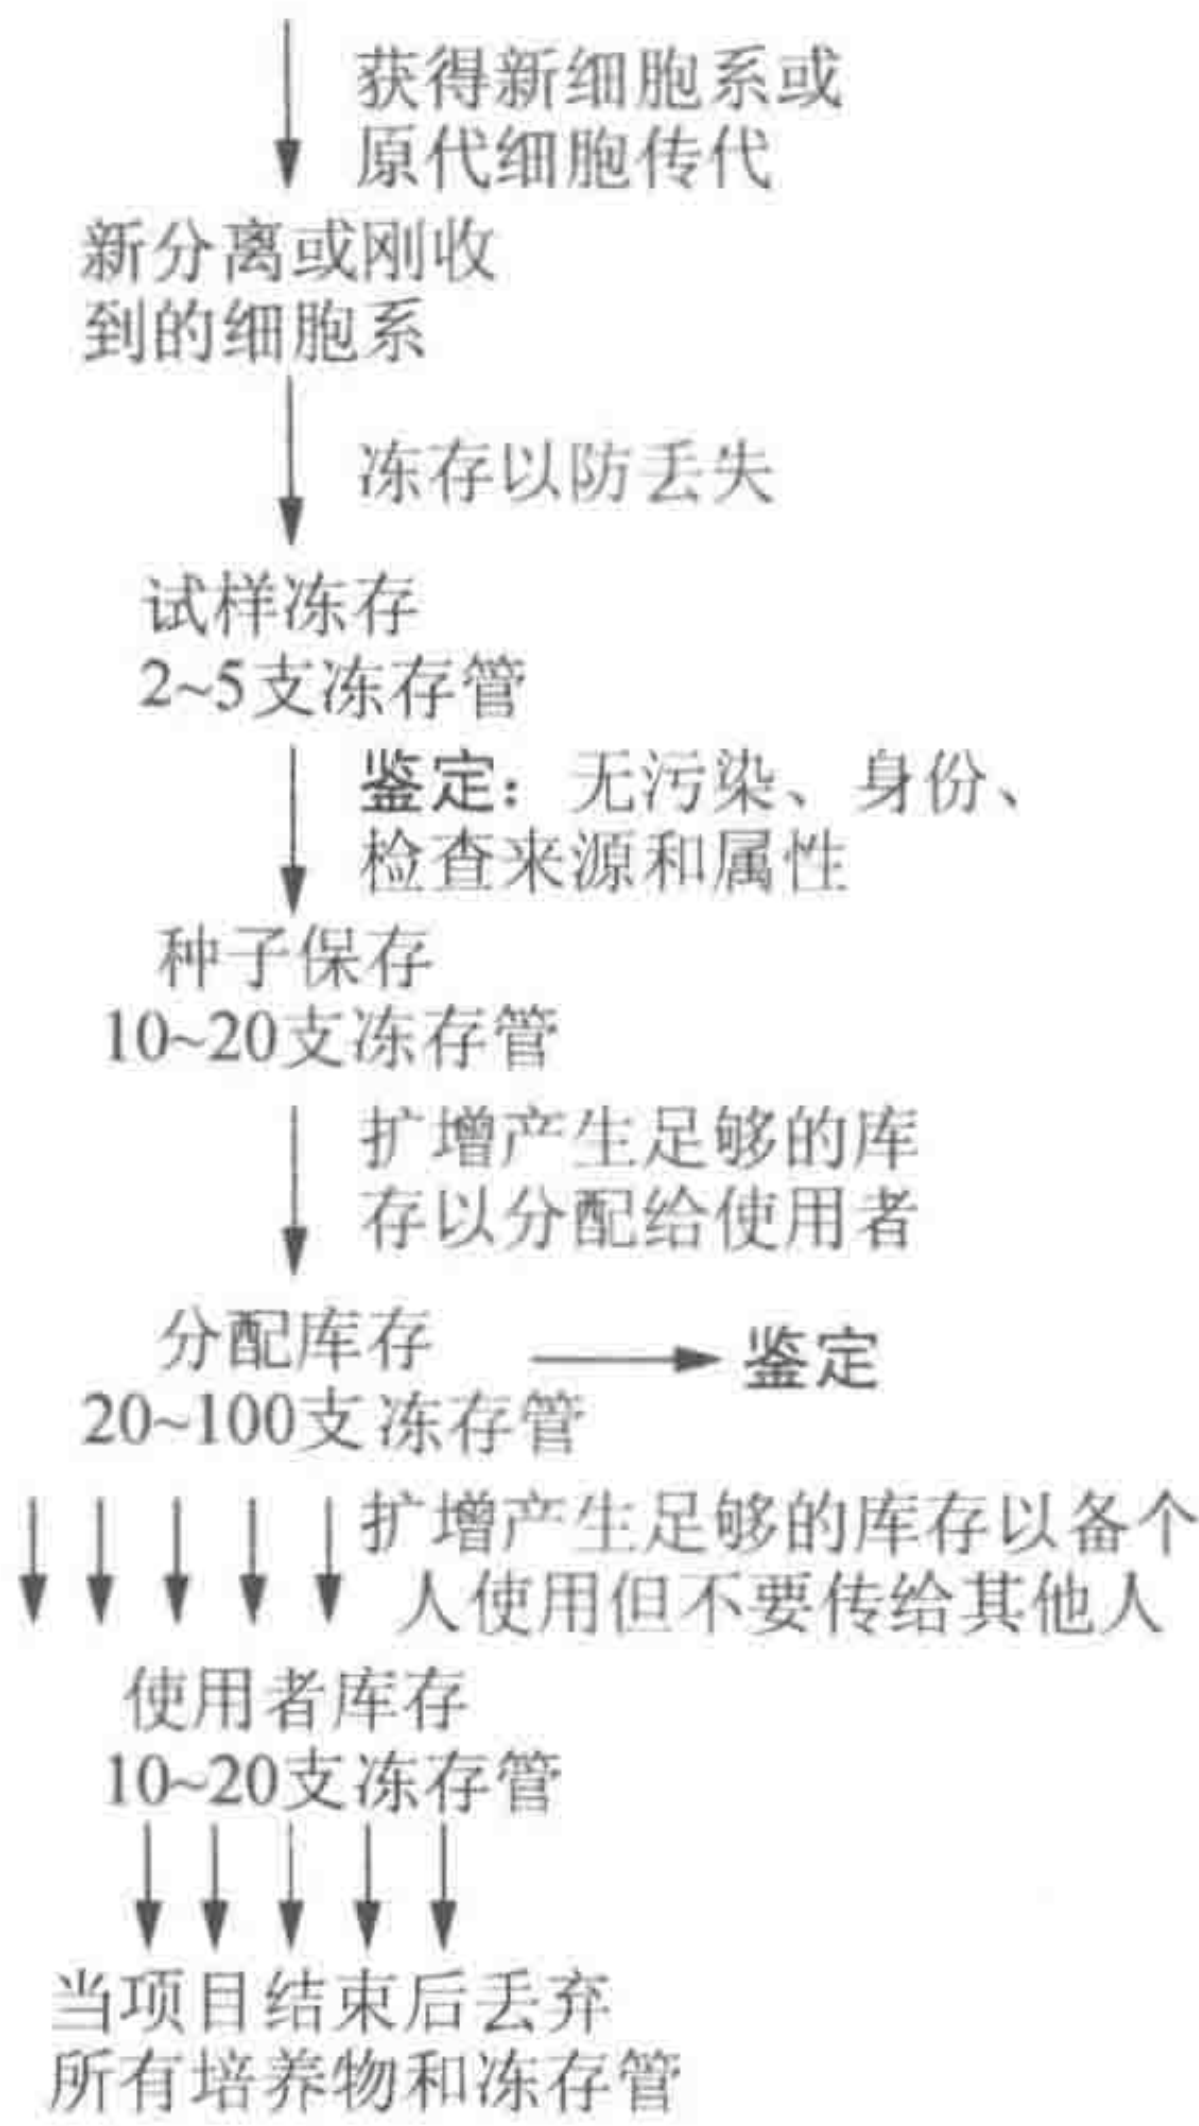 获得新细胞系或
原代细胞传代
新分离或刚收
到的细胞系
冻存以防丢失
试样冻存
2~5支冻存管
鉴定：无污染、身份、
检查来源和属性
种子保存
10~20支冻存管
扩增产生足够的库
存以分配给使用者
分配库存
鉴定
20~100支冻存管
扩增产生足够的库存以备个
人使用但不要传给其他人
使用者库存
10~20支冻存管
当项目结束后丢弃
所有培养物和冻存管